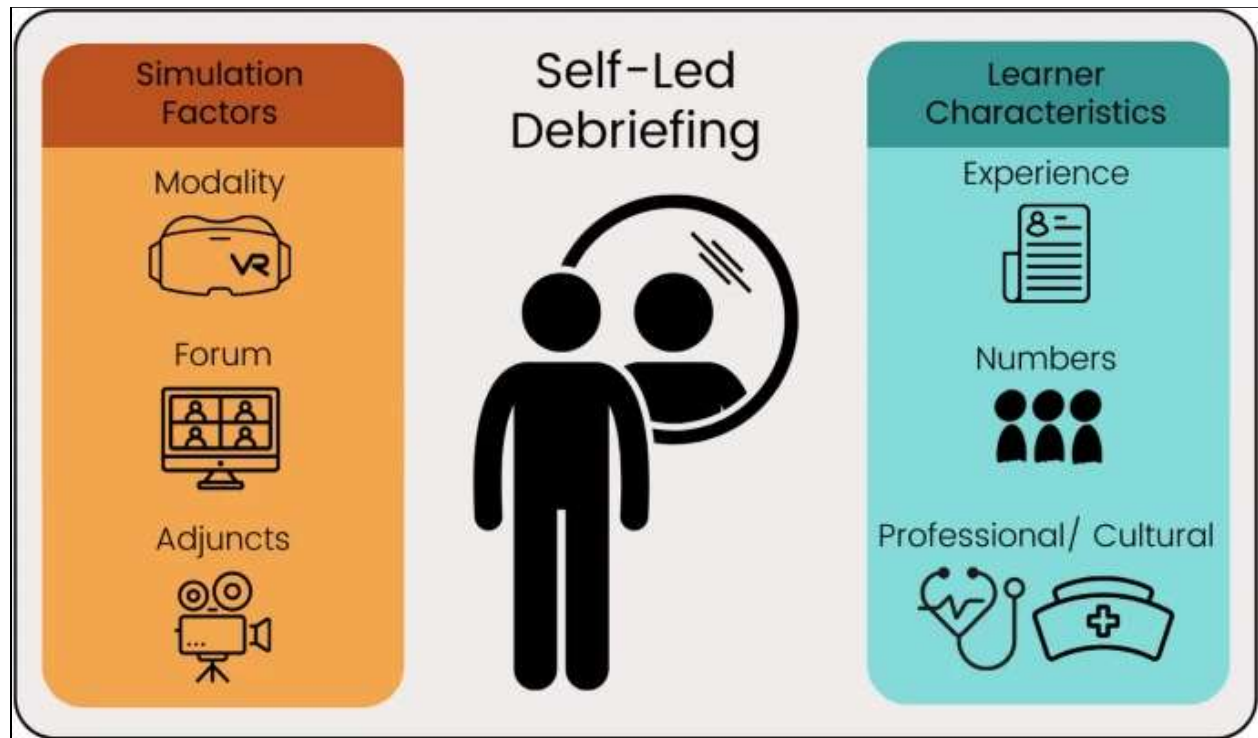 Simulation
Factors
Modality
VR
Forum
Adjuncts
Self-Led
Debriefing
Learner
Characteristics
Experience
Numbers
Professional/ Cultural